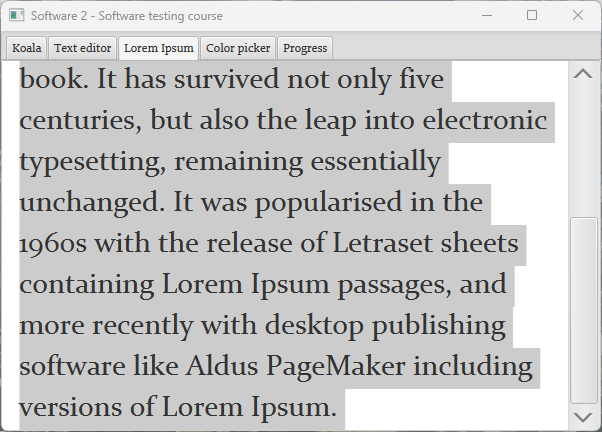 Software 2 - Software testing course
Koala Text editor Lorem Ipsum Color picker Progress
book. It has survived not only five
centuries, but also the leap into electronic
typesetting, remaining essentially
unchanged. It was popularised in the
1960s with the release of Letraset sheets
containing Lorem Ipsum passages, and
more recently with desktop publishing
software like Aldus PageMaker including
versions of Lorem Ipsum.